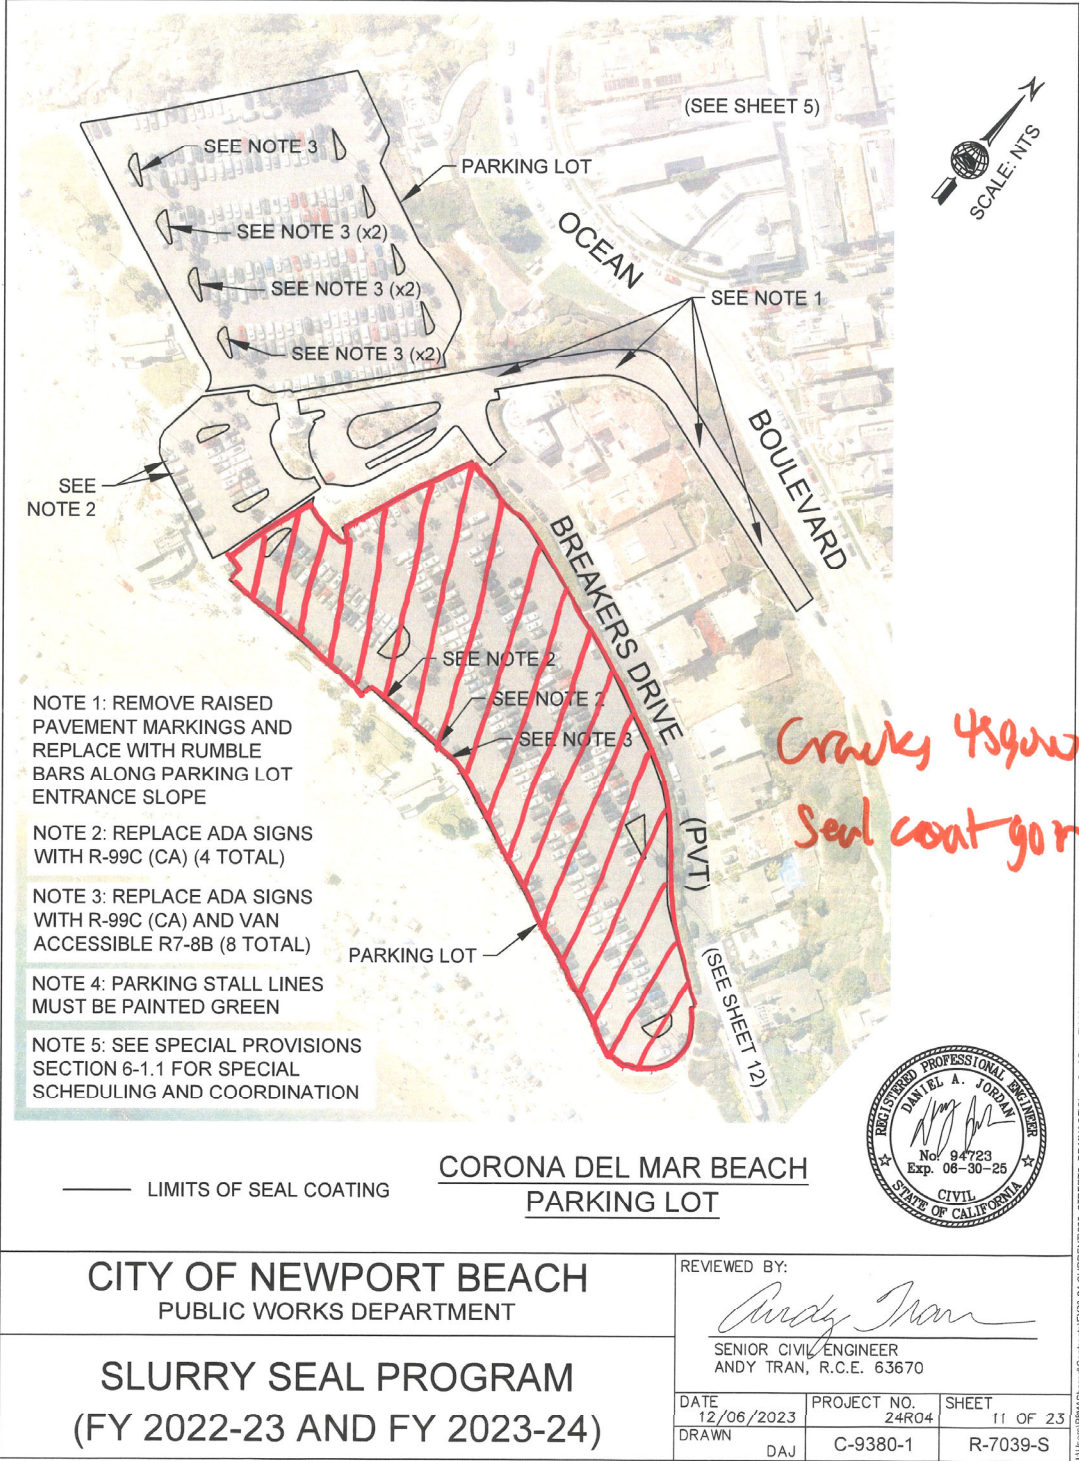 (SEE SHEET 5)
SCALE: NTS
SEE NOTE 3
PARKING LOT
OCEAN
SEE NOTE 3 (x2)
SEE NOTE 3 (x2)
SEE NOTE 1
SEE NOTE 3 (x2)
BOULEVARD
SEE
NOTE 2
BREAKERS DRIVE
SEE NOTE 2
SEE NOTE 2
SEE NOTE 3
NOTE 1: REMOVE RAISED
PAVEMENT MARKINGS AND
REPLACE WITH RUMBLE
BARS ALONG PARKING LOT
ENTRANCE SLOPE
Cracks
Seal coat
(PVT)
NOTE 2: REPLACE ADA SIGNS
WITH R-99C (CA) (4 TOTAL)
NOTE 3: REPLACE ADA SIGNS
WITH R-99C (CA) AND VAN
ACCESSIBLE R7-8B (8 TOTAL)
PARKING LOT
(SEE SHEET 12)
NOTE 4: PARKING STALL LINES
MUST BE PAINTED GREEN
NOTE 5: SEE SPECIAL PROVISIONS
SECTION 6-1.1 FOR SPECIAL
SCHEDULING AND COORDINATION
REGISTERED PROFESSIONAL ENGINEER
DANIEL A. JORDAN
No. 94723
Exp. 06-30-25
CIVIL
STATE OF CALIFORNIA
LIMITS OF SEAL COATING
CORONA DEL MAR BEACH
PARKING LOT
CITY OF NEWPORT BEACH
PUBLIC WORKS DEPARTMENT
SLURRY SEAL PROGRAM
(FY 2022-23 AND FY 2023-24)
REVIEWED BY:
Andy Tran
SENIOR CIVIL ENGINEER
ANDY TRAN, R.C.E. 63670
DATE
12/06/2023
PROJECT NO.
24R04
SHEET
11 OF 23
DRAWN
DAJ
C-9380-1
R-7039-S